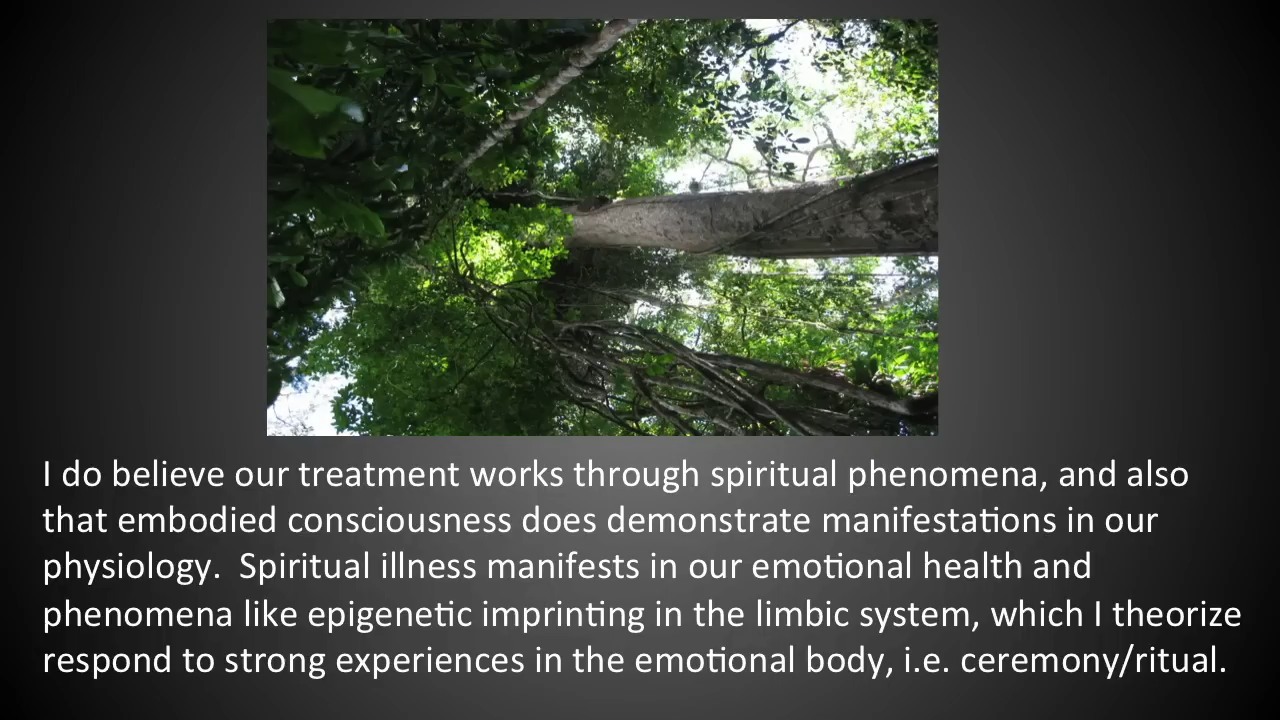 I do believe our treatment works through spiritual phenomena, and also
that embodied consciousness does demonstrate manifestations in our
physiology.  Spiritual illness manifests in our emotional health and
phenomena like epigenetic imprinting in the limbic system, which I theorize
respond to strong experiences in the emotional body, i.e. ceremony/ritual.